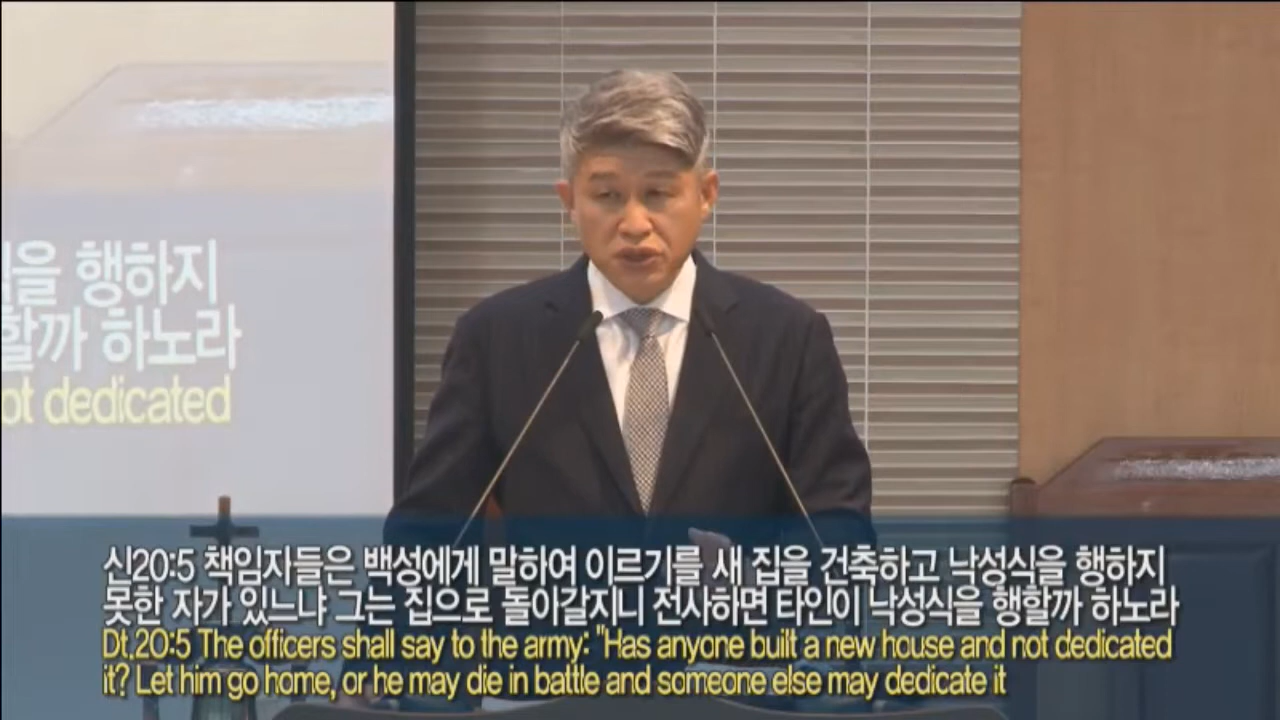 을 행하지
할까 하노라
ot dedicated
신20:5 책임자들은 백성에게 말하여 이르기를 새 집을 건축하고 낙성식을 행하지
못한 자가 있느냐 그는 집으로 돌아갈지니 전사하면 타인이 낙성식을 행할까 하노라
Dt.20:5 The officers shall say to the army: "Has anyone built a new house and not dedicated
it? Let him go home, or he may die in battle and someone else may dedicate it